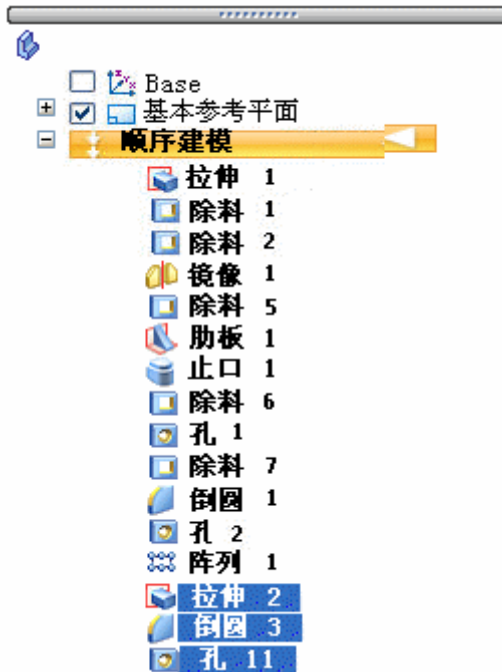 Base
基本参考平面
顺序建模
拉伸 1
除料 1
除料 2
镜像 1
除料 5
肋板 1
止口 1
除料 6
孔 1
除料 7
倒圆 1
孔 2
阵列 1
拉伸 2
倒圆 3
孔 11